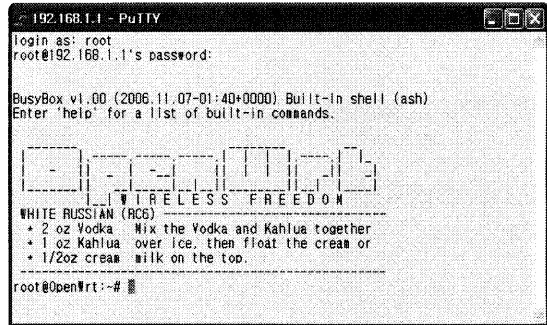 192.168.1.1 - PuTTY
login as: root
root@192.168.1.1's password:
BusyBox v1.00 (2006.11.07-01:40+0000) Built-in shell (ash)
Enter 'help' for a list of built-in commands.
OpenWrt
W I R E L E S S   F R E E D O M
WHITE RUSSIAN (RC6) -------------------------------
* 2 oz Vodka   Mix the Vodka and Kahlua together
* 1 oz Kahlua  over ice, then float the cream or
* 1/2oz cream  milk on the top.
---------------------------------------------------
root@OpenWrt:~#